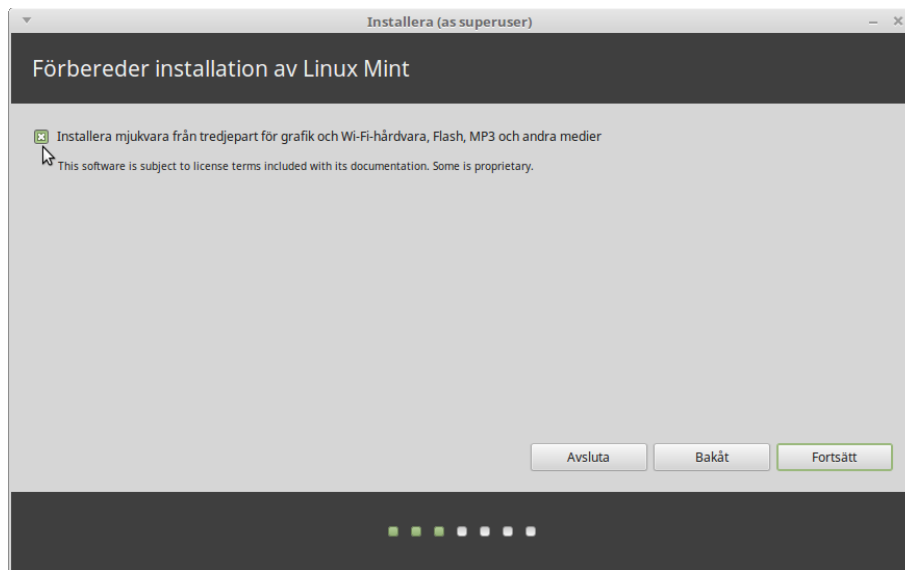 Installera (as superuser)
Förbereder installation av Linux Mint
Installera mjukvara från tredjepart för grafik och Wi-Fi-hårdvara, Flash, MP3 och andra medier
This software is subject to license terms included with its documentation. Some is proprietary.
Avsluta Bakåt Fortsätt